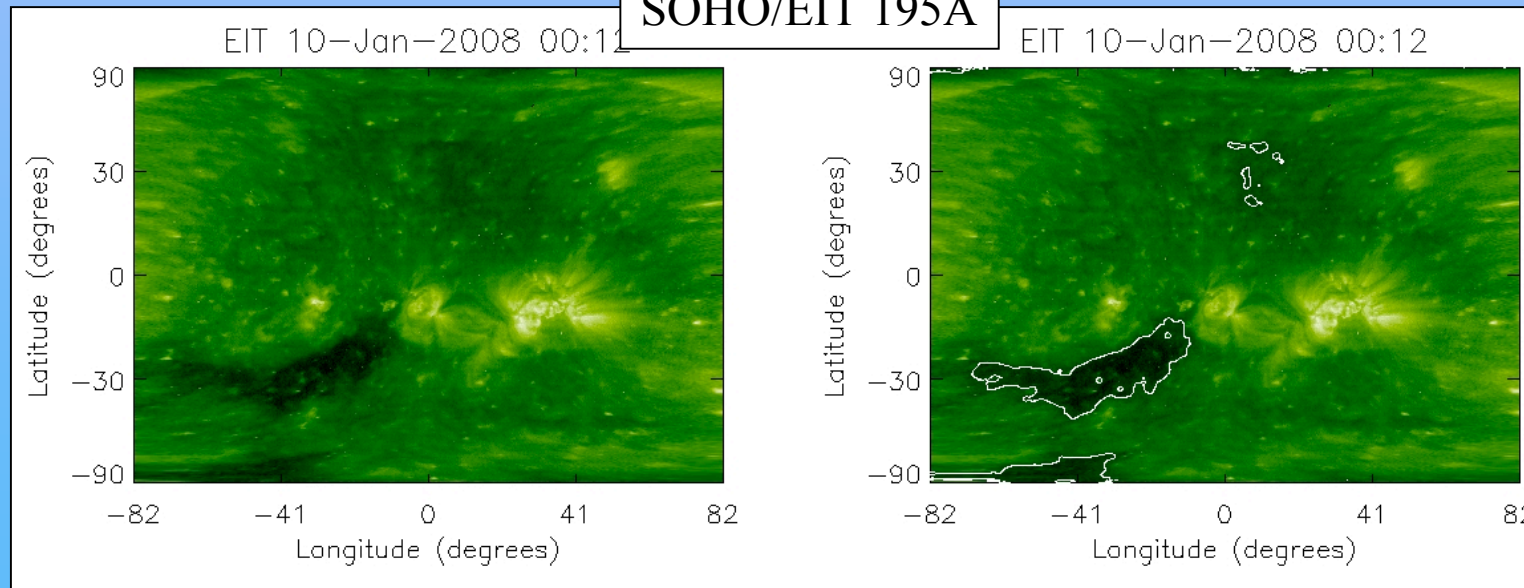 SOHO/EIT 195A
EIT 10-Jan-2008 00:12
90
30
0
-30
-90
-82
-41
0
41
82
Latitude (degrees)
Longitude (degrees)
EIT 10-Jan-2008 00:12
90
30
0
-30
-90
-82
-41
0
41
82
Latitude (degrees)
Longitude (degrees)